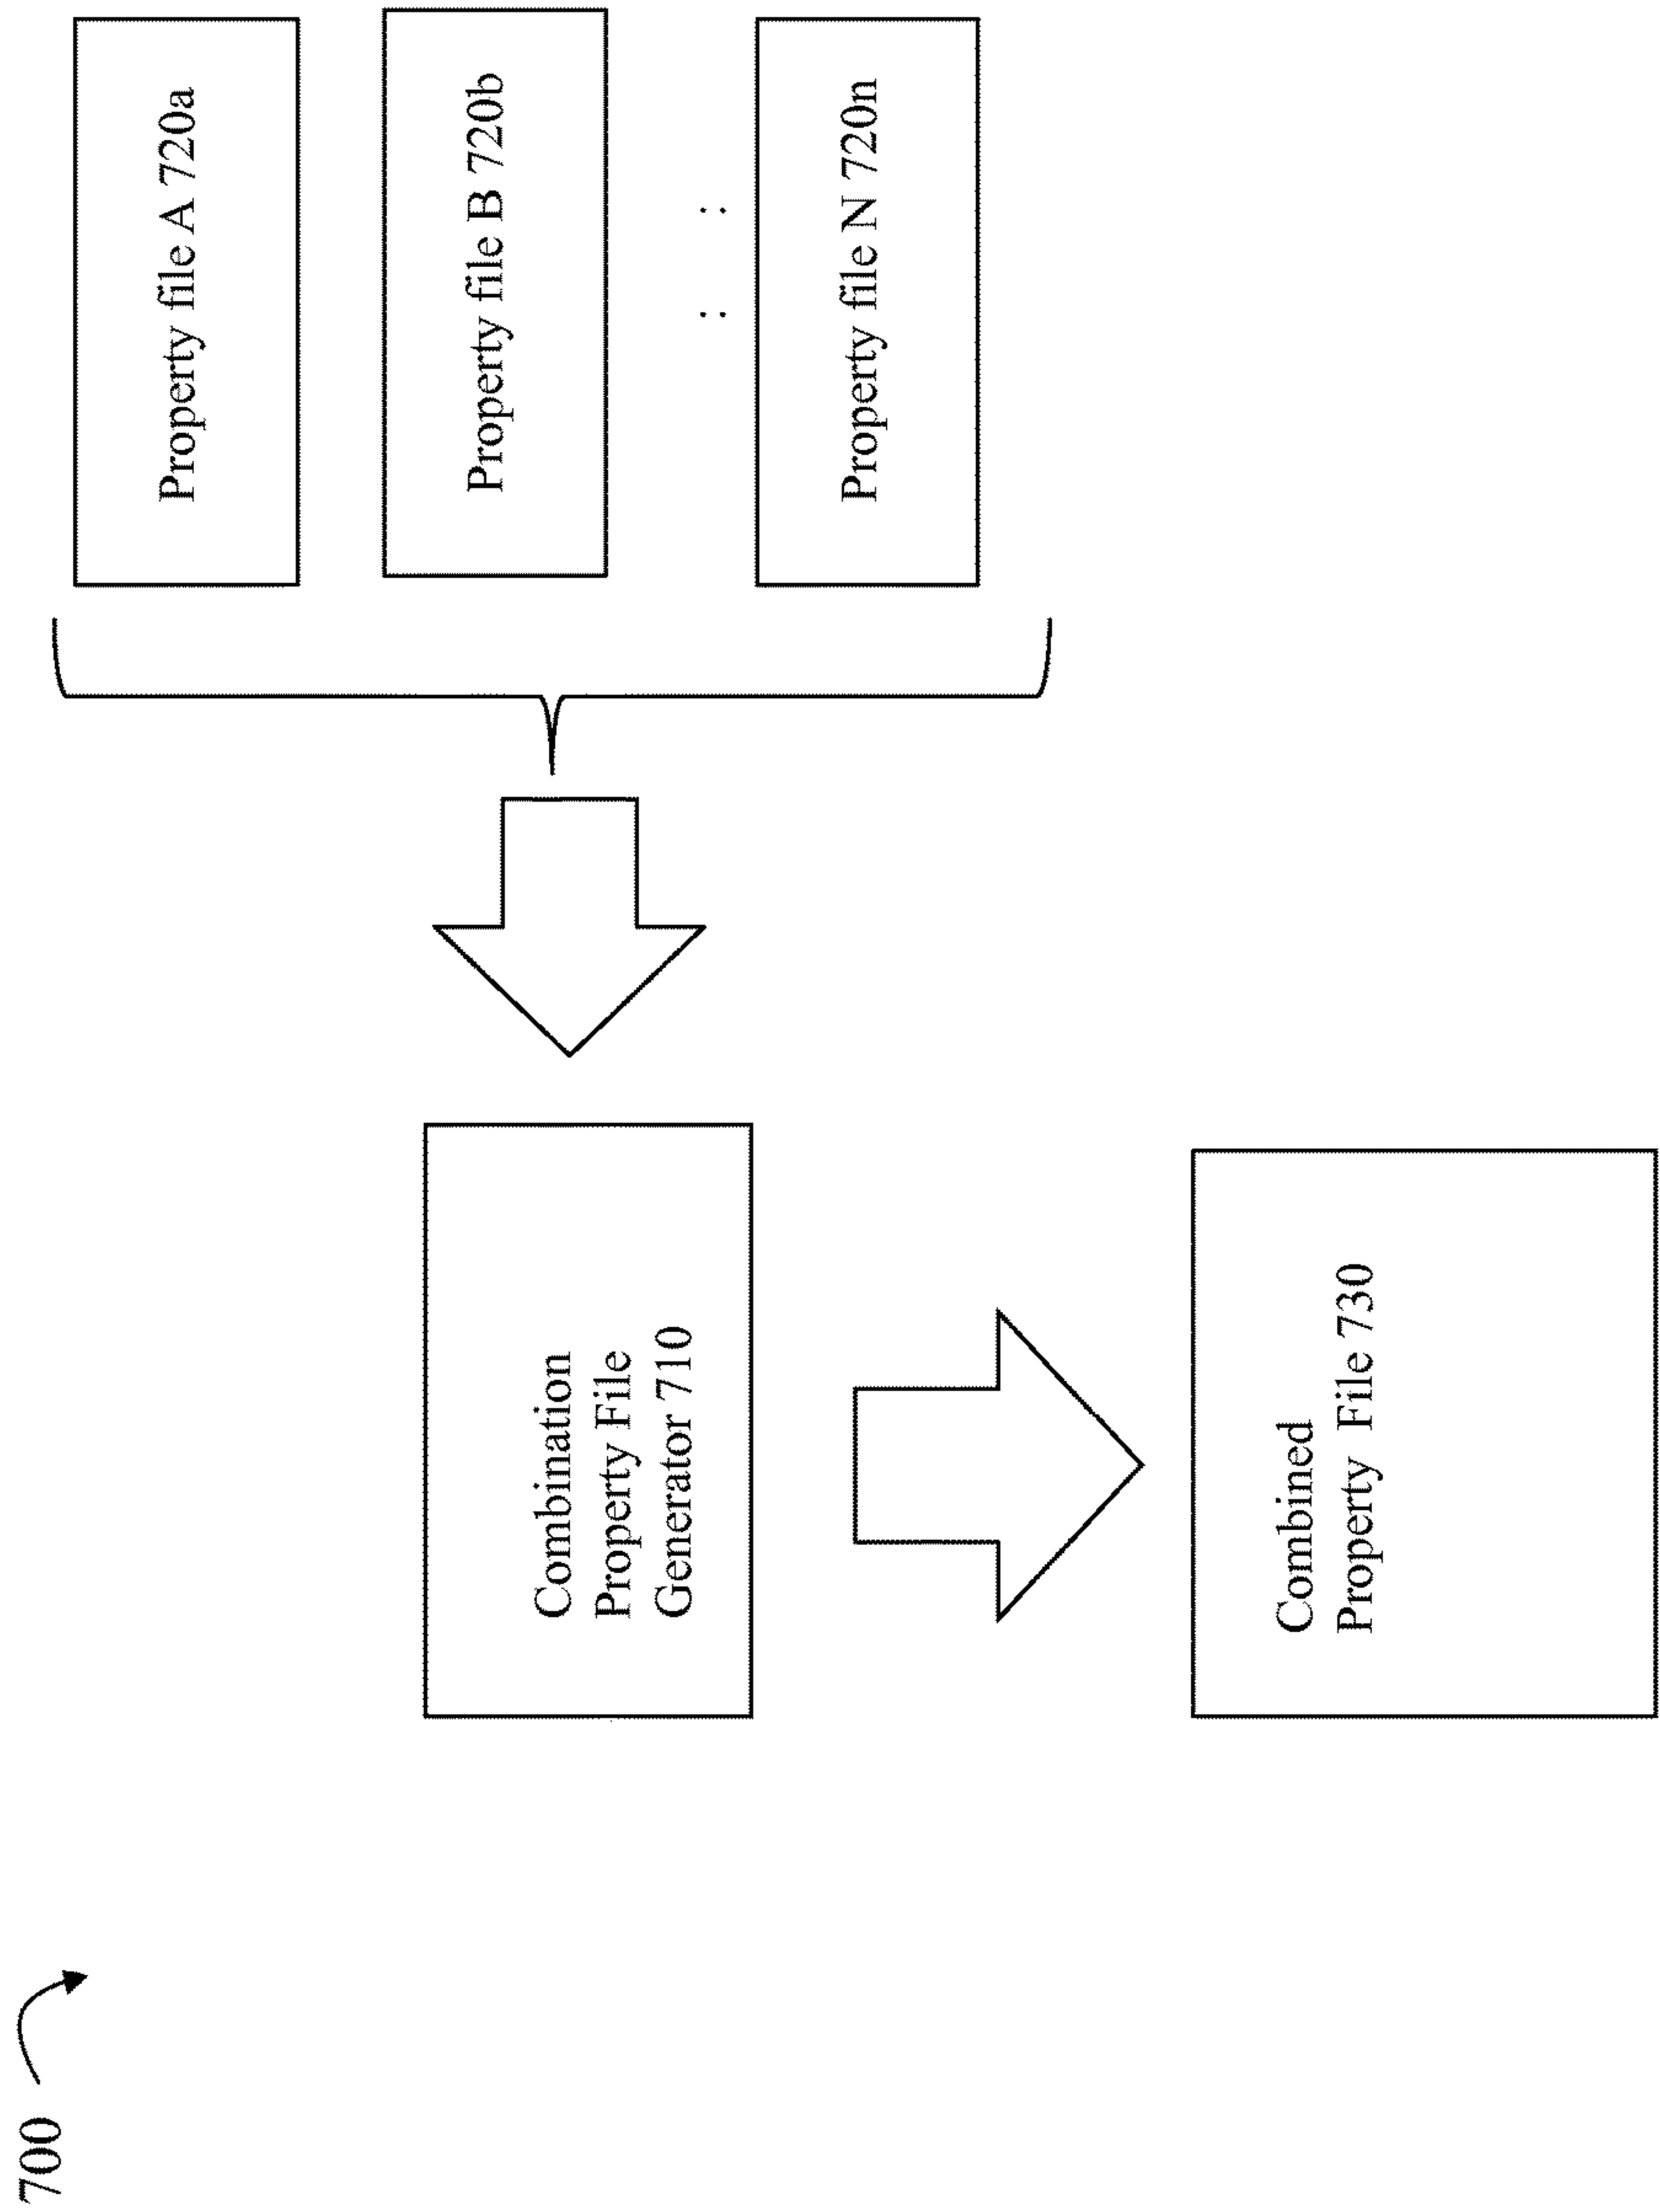 700
Property file A 720a
Property file B 720b
: :
Property file N 720n
Combination
Property File
Generator 710
Combined
Property File 730